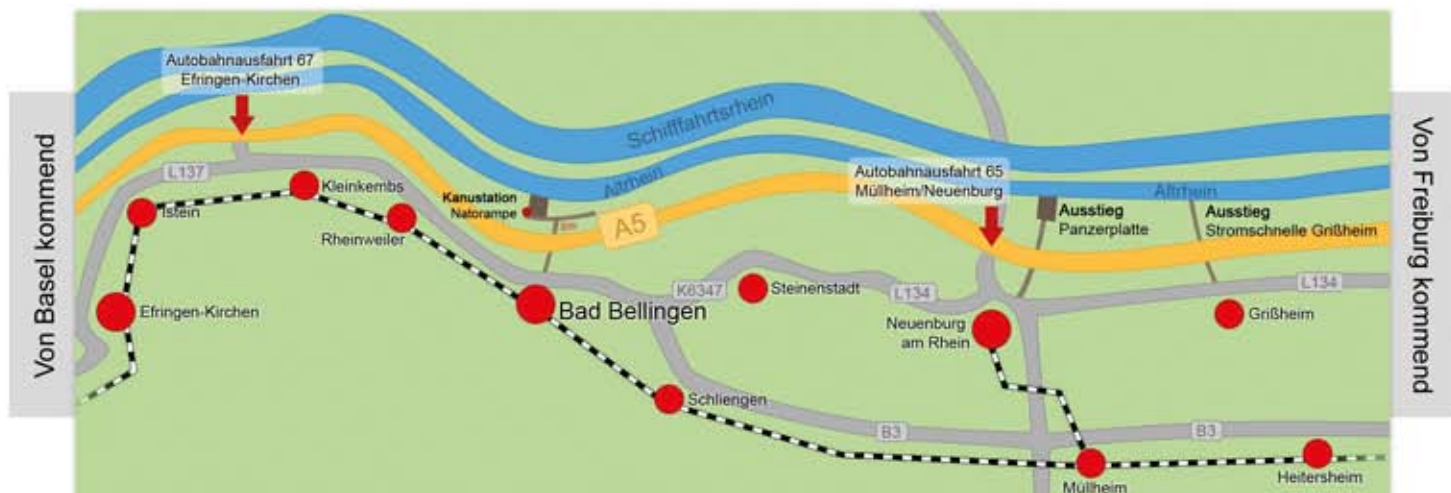 Autobahnausfahrt 67
Efringen-Kirchen
Schifffahrtsrhein
Altrhein
Autobahnausfahrt 65
Müllheim/Neuenburg
Altrhein
Von Basel kommend
Von Freiburg kommend
L137
Kleinkembs
Istein
Rheinweiler
Kanustation
Natorampe
A5
Ausstieg
Panzerplatte
Ausstieg
Stromschnelle Grißheim
Efringen-Kirchen
Bad Bellingen
K6347
Steinenstadt
L134
L134
Neuenburg
am Rhein
Grißheim
Schliengen
B3
B3
Müllheim
Heitersheim